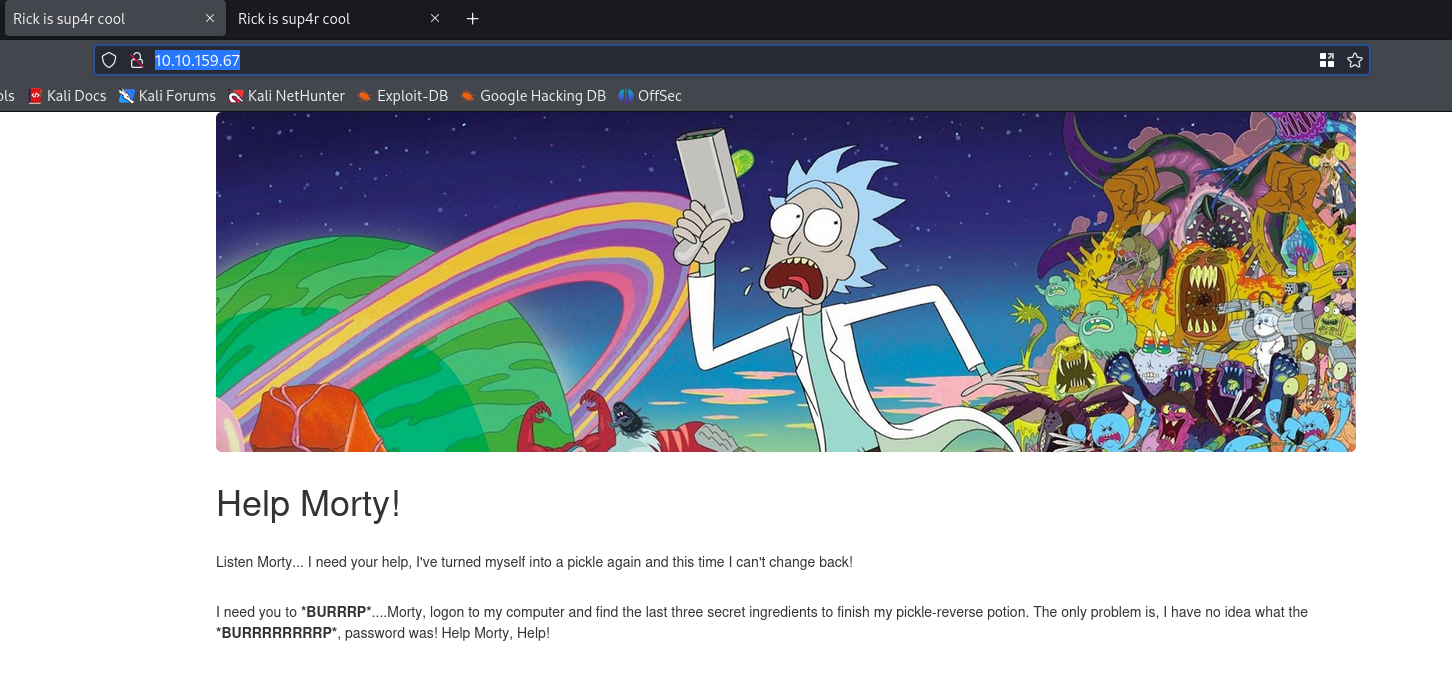 Rick is sup4r cool
Rick is sup4r cool
10.10.159.67
ols Kali Docs Kali Forums Kali NetHunter Exploit-DB Google Hacking DB OffSec
Help Morty!
Listen Morty... I need your help, I've turned myself into a pickle again and this time I can't change back!
I need you to *BURRRP*....Morty, logon to my computer and find the last three secret ingredients to finish my pickle-reverse potion. The only problem is, I have no idea what the
*BURRRRRRRRP*, password was! Help Morty, Help!